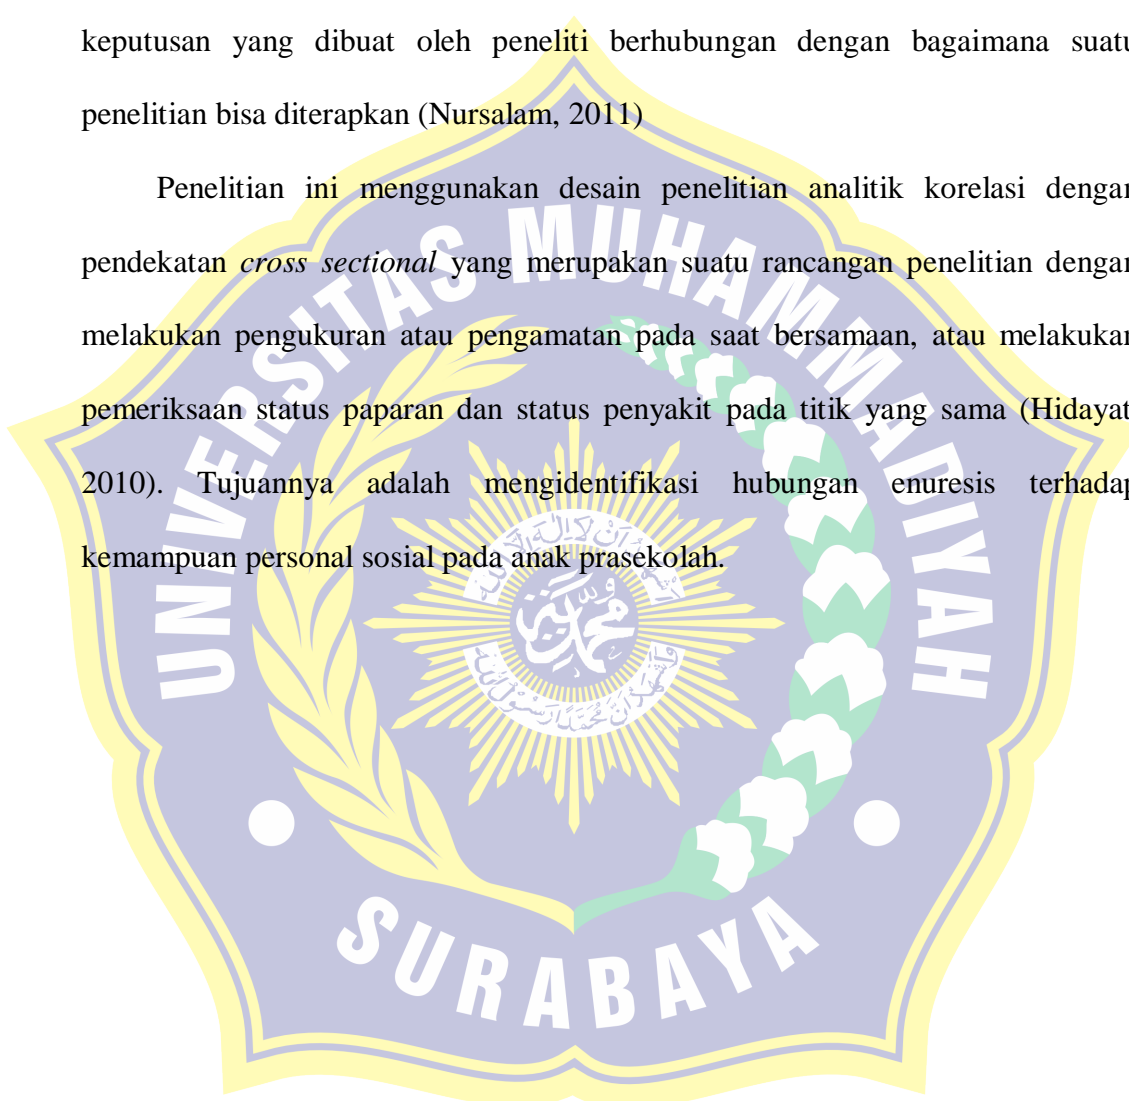 keputusan yang dibuat oleh peneliti berhubungan dengan bagaimana suatu
penelitian bisa diterapkan (Nursalam, 2011)
Penelitian ini menggunakan desain penelitian analitik korelasi dengan
pendekatan cross sectional yang merupakan suatu rancangan penelitian dengan
melakukan pengukuran atau pengamatan pada saat bersamaan, atau melakukan
pemeriksaan status paparan dan status penyakit pada titik yang sama (Hidayat
2010). Tujuannya adalah mengidentifikasi hubungan enuresis terhadap
kemampuan personal sosial pada anak prasekolah.
UNIVERSITAS MUHAMMADIYAH
SURABAYA